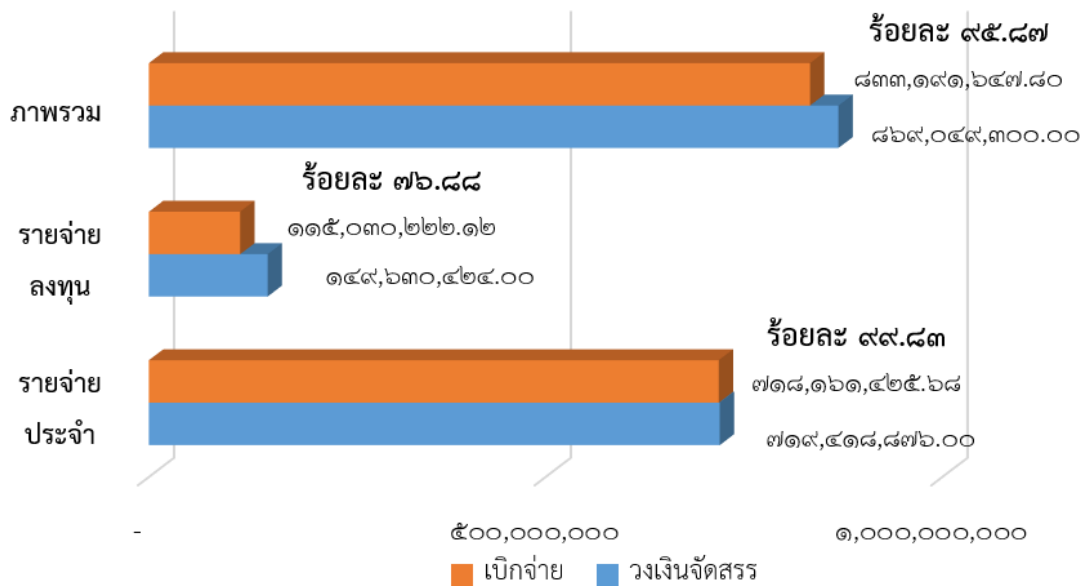 ร้อยละ ๙๕.๘๗
๘๓๓,๑๙๑,๖๔๗.๘๐
ภาพรวม
๘๖๙,๐๔๙,๓๐๐.๐๐
ร้อยละ ๗๖.๘๘
รายจ่าย
๑๑๕,๐๓๐,๒๒๒.๑๒
ลงทุน
๑๔๙,๖๓๐,๔๒๔.๐๐
ร้อยละ ๙๙.๘๓
รายจ่าย
๗๑๘,๑๖๑,๔๒๕.๖๘
ประจำ
๗๑๙,๔๑๘,๘๗๖.๐๐
- ๕๐๐,๐๐๐,๐๐๐ ๑,๐๐๐,๐๐๐,๐๐๐
เบิกจ่าย วงเงินจัดสรร